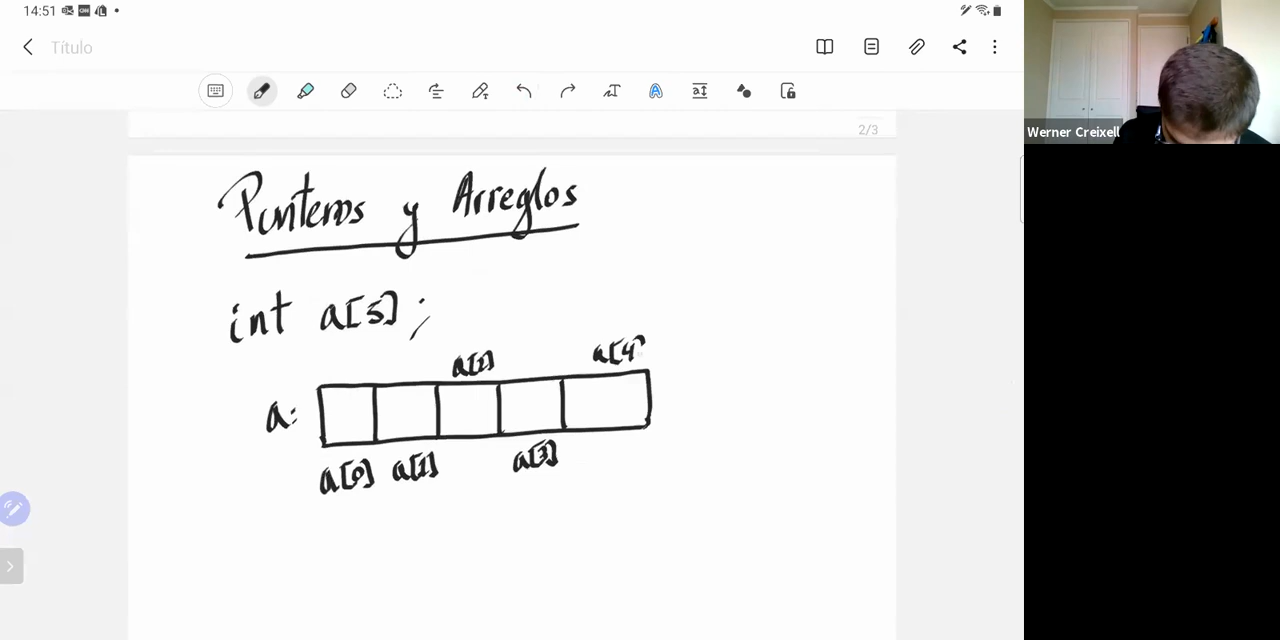 14:51
Título
2/3
Werner Creixell
Punteros y Arreglos
int a[5];
a[2] a[4]
a:
a[0] a[1] a[3]